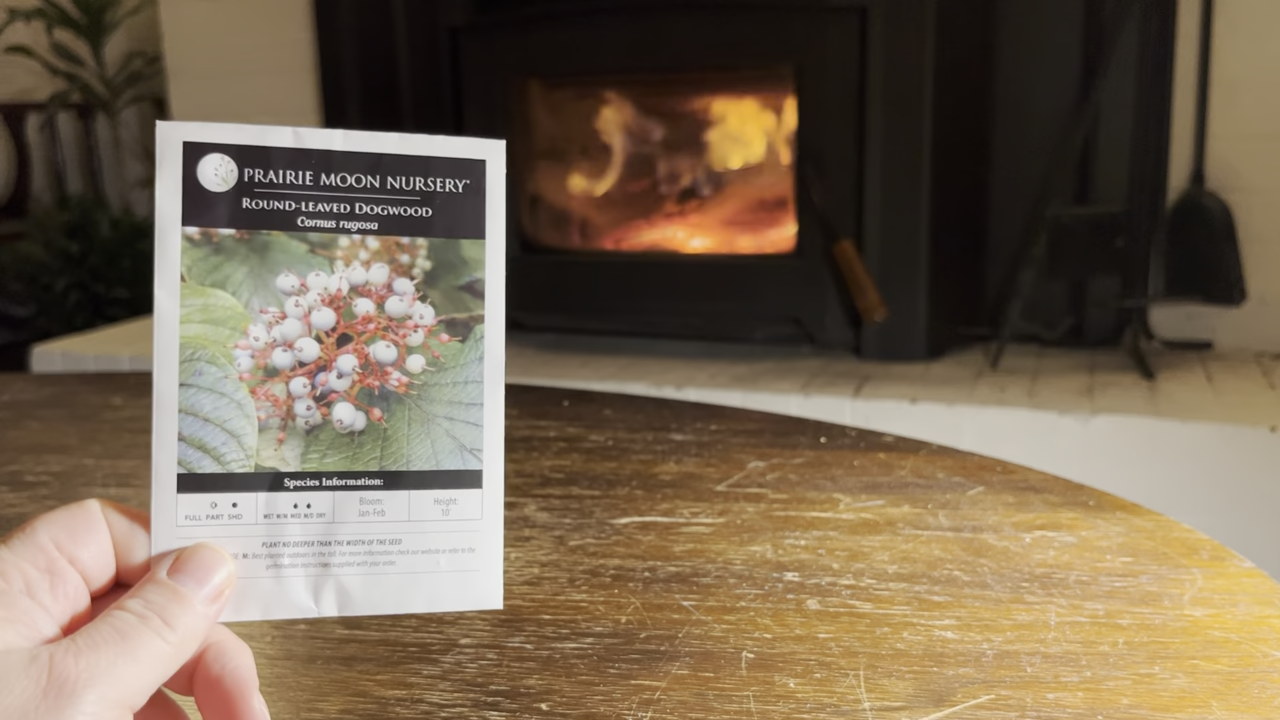 PRAIRIE MOON NURSERY
ROUND-LEAVED DOGWOOD
Cornus rugosa
Species Information:
FULL PART SHD
WET M/W MED M/D DRY
Bloom:
Jan-Feb
Height:
10'
PLANT NO DEEPER THAN THE WIDTH OF THE SEED
M: Best planted outdoors in the fall. For more information check our website or refer to the
germination instructions supplied with your order.